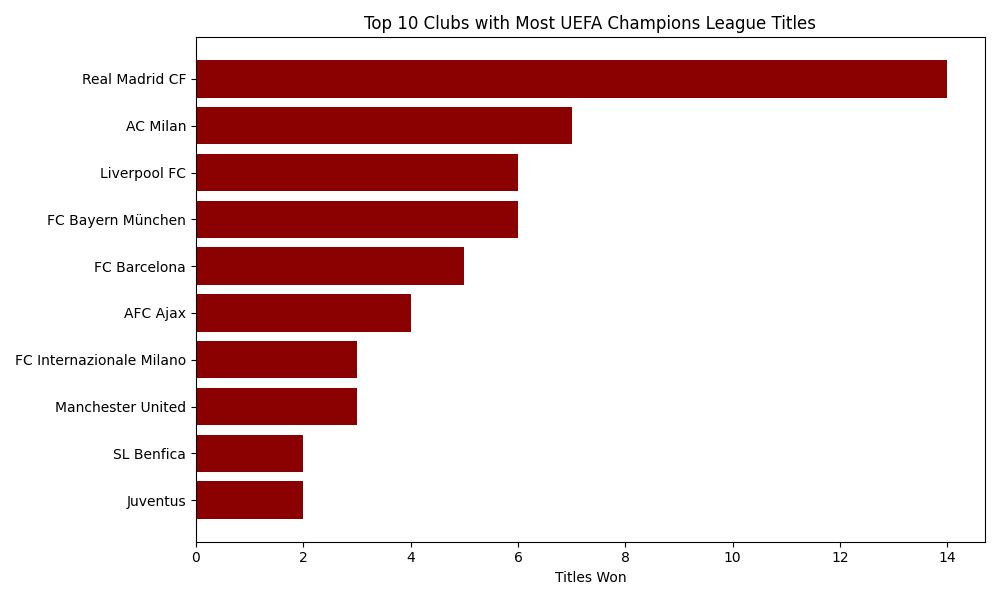 Top 10 Clubs with Most UEFA Champions League Titles
Real Madrid CF
AC Milan
Liverpool FC
FC Bayern München
FC Barcelona
AFC Ajax
FC Internazionale Milano
Manchester United
SL Benfica
Juventus
0 2 4 6 8 10 12 14
Titles Won